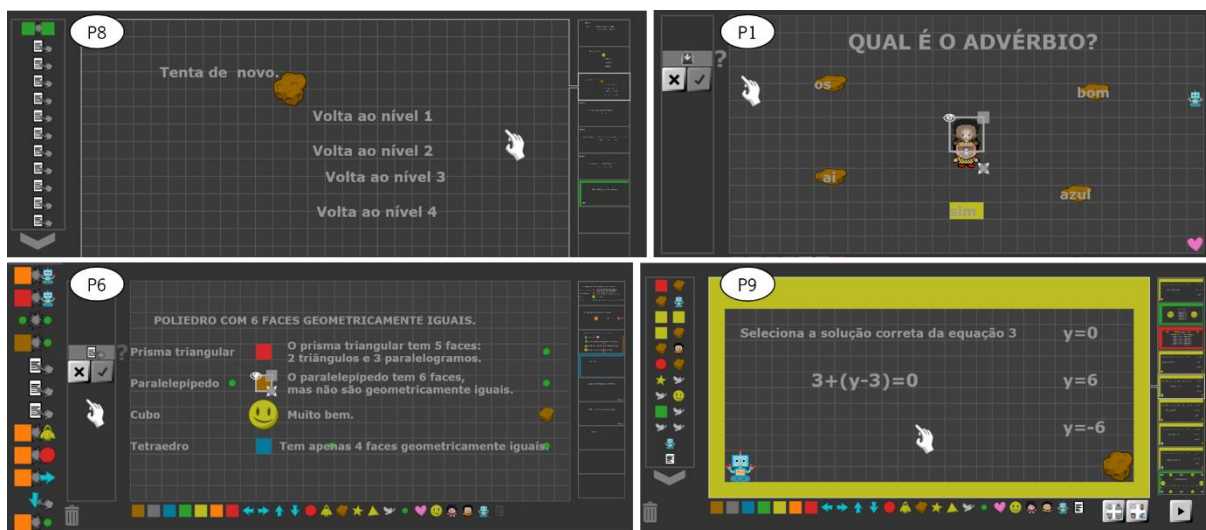 P8
Tenta de novo.
Volta ao nível 1
Volta ao nível 2
Volta ao nível 3
Volta ao nível 4
P1
QUAL É O ADVÉRBIO?
?
os
bom
ai
azul
sim
P6
POLIEDRO COM 6 FACES GEOMETRICAMENTE IGUAIS.
?
Prisma triangular
O prisma triangular tem 5 faces:
2 triângulos e 3 paralelogramos.
Paralelepípedo
O paralelepípedo tem 6 faces,
mas não são geometricamente iguais.
Cubo
Muito bem.
Tetraedro
Tem apenas 4 faces geometricamente iguais.
P9
Seleciona a solução correta da equação 3
y=0
3+(y-3)=0
y=6
y=-6